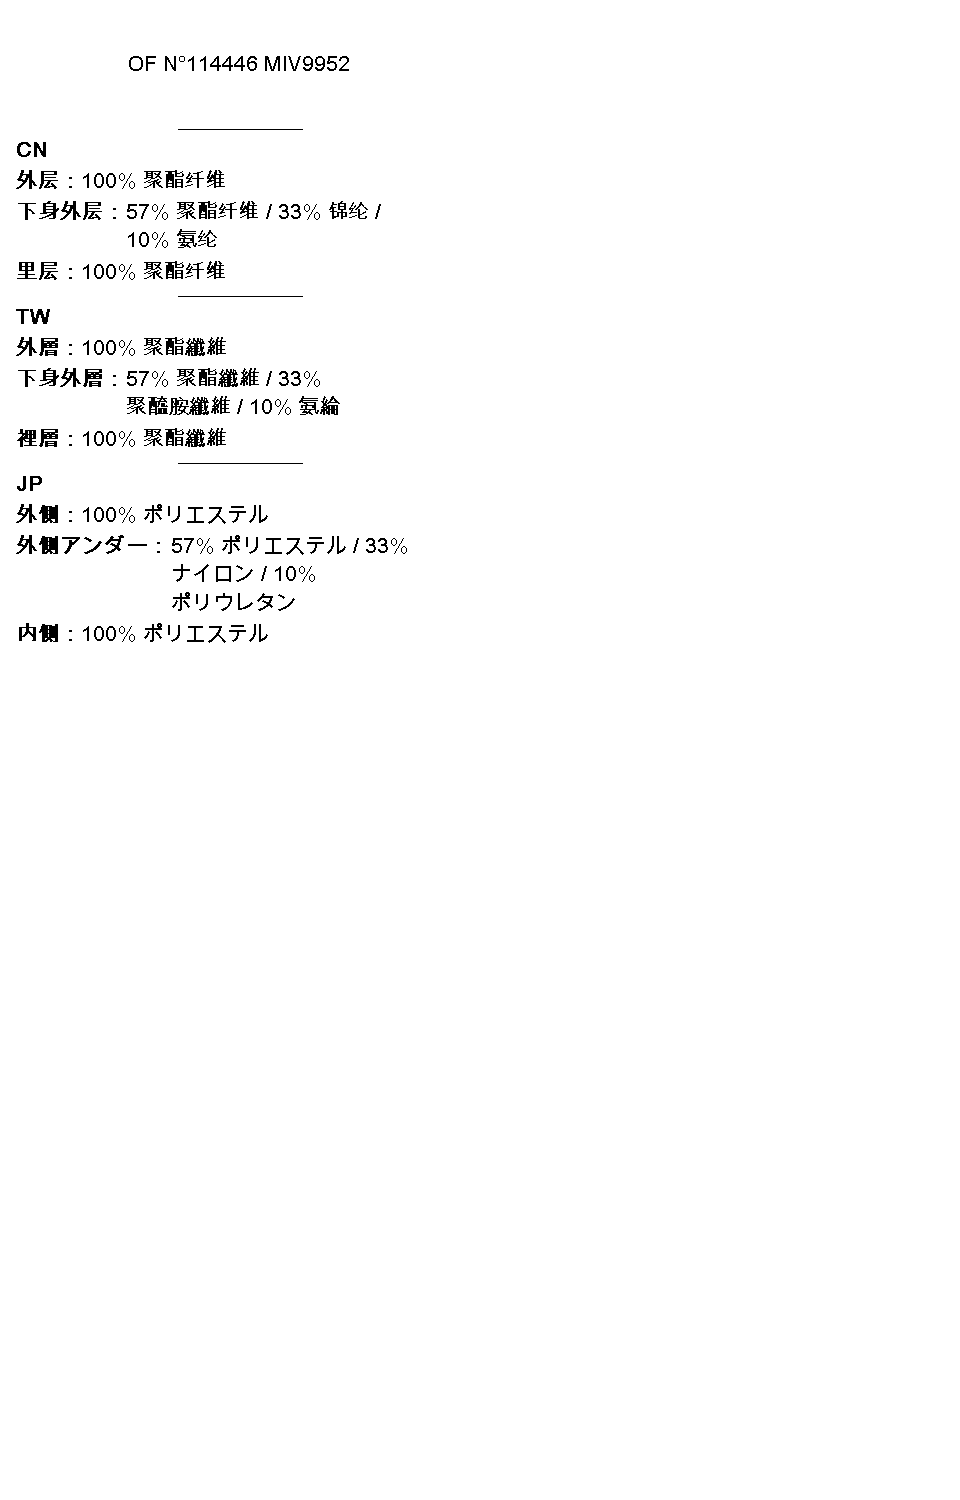 OF N°114446 MIV9952
CN
外层 : 100% 聚酯纤维
下身外层 : 57% 聚酯纤维 / 33% 锦纶 /
10% 氨纶
里层 : 100% 聚酯纤维
TW
外層 : 100% 聚酯纖維
下身外層 : 57% 聚酯纖維 / 33%
聚醯胺纖維 / 10% 氨綸
裡層 : 100% 聚酯纖維
JP
外側 : 100% ポリエステル
外側アンダー : 57% ポリエステル / 33%
ナイロン / 10%
ポリウレタン
内側 : 100% ポリエステル